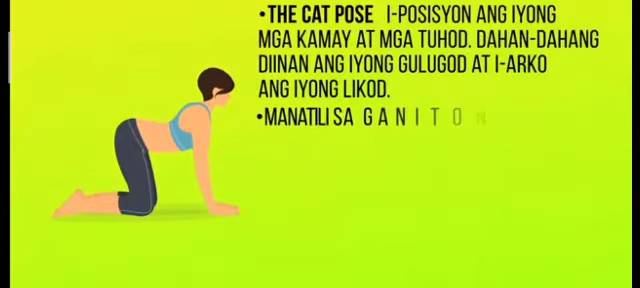 •THE CAT POSE I-POSISYON ANG IYONG
MGA KAMAY AT MGA TUHOD. DAHAN-DAHANG
DIINAN ANG IYONG GULUGOD AT I-ARKO
ANG IYONG LIKOD.
•MANATILI SA GANITON